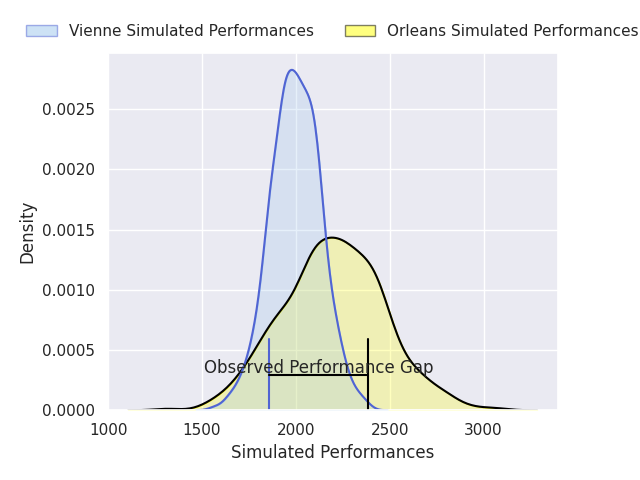 Vienne Simulated Performances
Orleans Simulated Performances
0.0025
0.0020
0.0015
0.0010
0.0005
0.0000
Density
Observed Performance Gap
1000 1500 2000 2500 3000
Simulated Performances